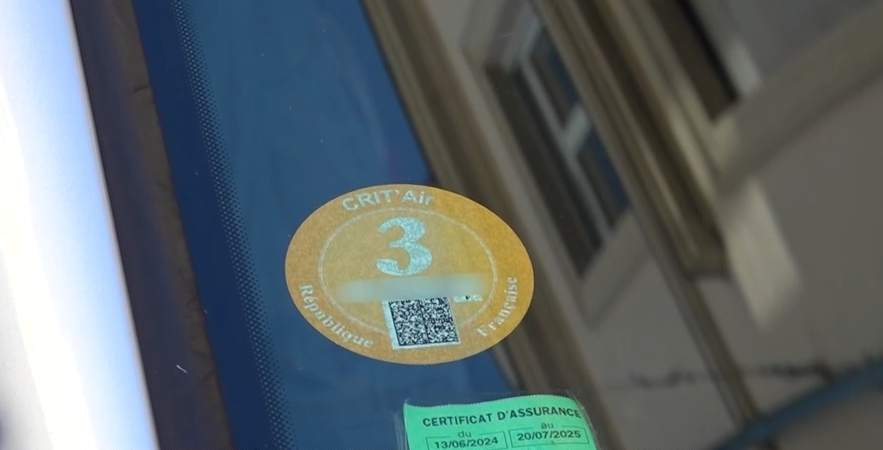 CRIT'Air
3
République Française
CERTIFICAT D'ASSURANCE
du au
13/06/2024 20/07/2025